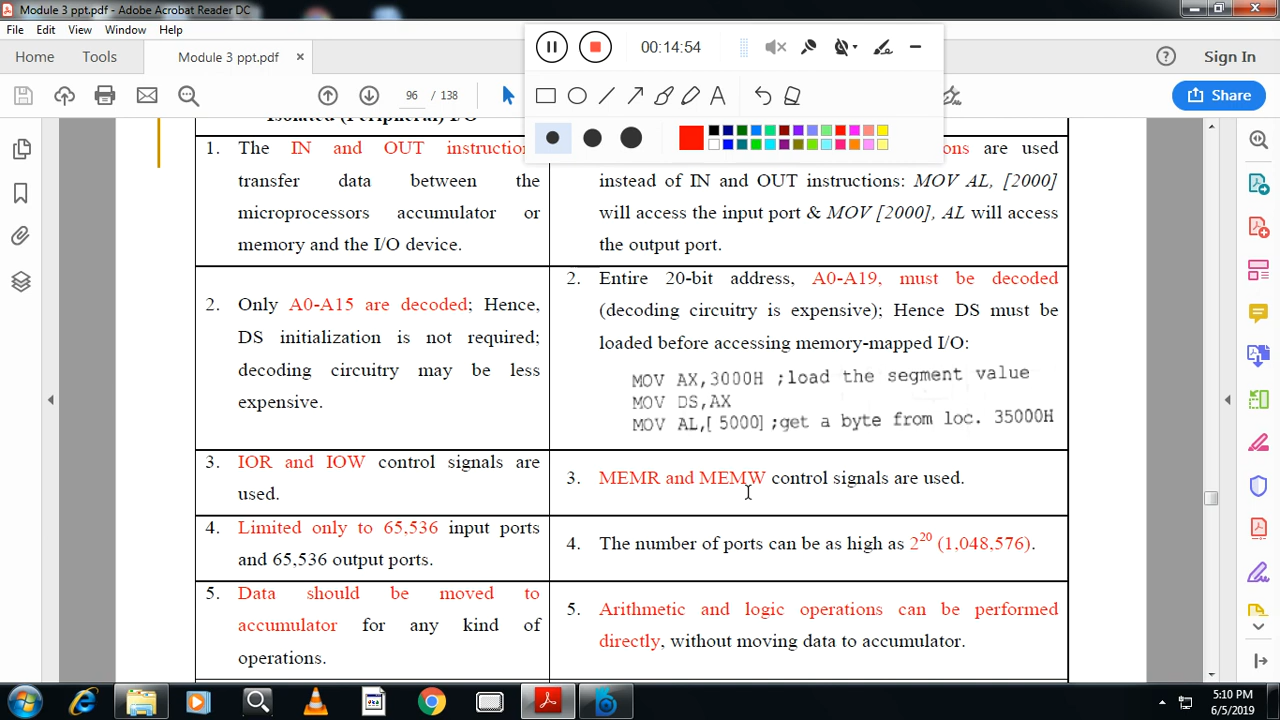 Module 3 ppt.pdf - Adobe Acrobat Reader DC
File Edit View Window Help
00:14:54
Home Tools Module 3 ppt.pdf × Sign In
96 / 138
Share
Isolated (Peripheral) I/O
1. The IN and OUT instructions
transfer data between the
microprocessors accumulator or
memory and the I/O device.
are used
instead of IN and OUT instructions: MOV AL, [2000]
will access the input port & MOV [2000], AL will access
the output port.
2. Only A0-A15 are decoded; Hence,
DS initialization is not required;
decoding circuitry may be less
expensive.
2. Entire 20-bit address, A0-A19, must be decoded
(decoding circuitry is expensive); Hence DS must be
loaded before accessing memory-mapped I/O:
MOV AX,3000H ;load the segment value
MOV DS,AX
MOV AL,[ 5000] ;get a byte from loc. 35000H
3. IOR and IOW control signals are
used.
3. MEMR and MEMW control signals are used.
4. Limited only to 65,536 input ports
and 65,536 output ports.
4. The number of ports can be as high as 2²⁰ (1,048,576).
5. Data should be moved to
accumulator for any kind of
operations.
5. Arithmetic and logic operations can be performed
directly, without moving data to accumulator.
5:10 PM
6/5/2019